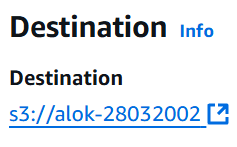 Destination Info
Destination
s3://alok-28032002